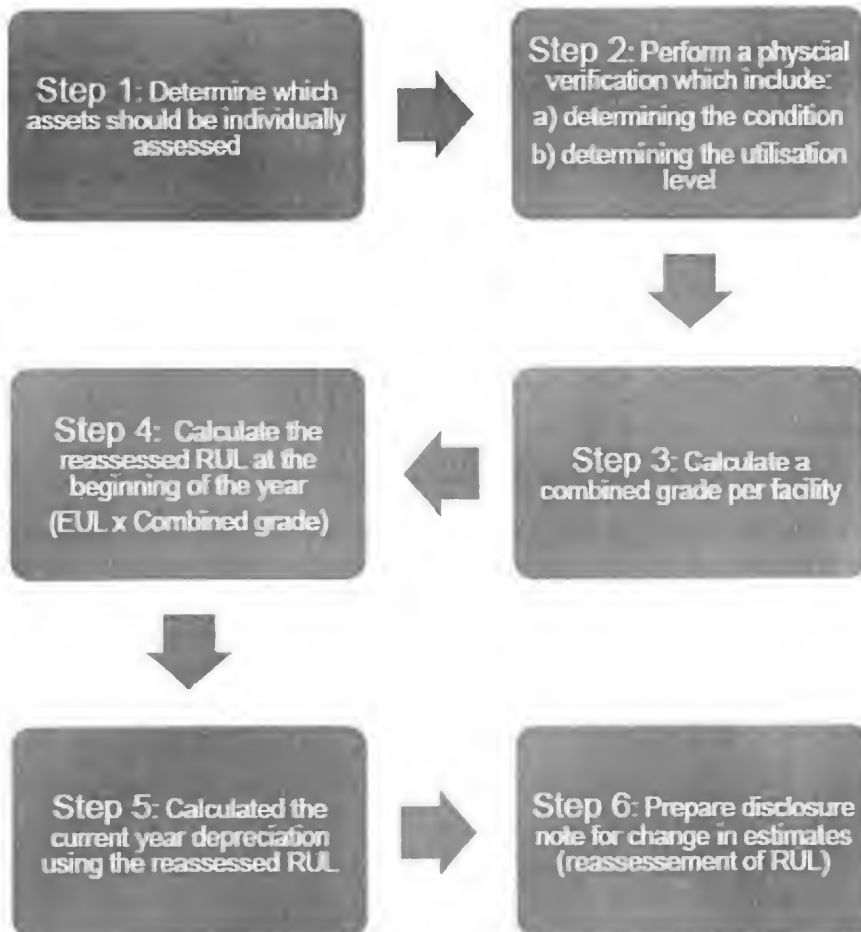 Step 1: Determine which
assets should be individually
assessed
Step 2: Perform a physcial
verification which include:
a) determining the condition
b) determining the utilisation
level
Step 3: Calculate a
combined grade per facility
Step 4: Calculate the
reassessed RUL at the
beginning of the year
(EUL x Combined grade)
Step 5: Calculated the
current year depreciation
using the reassessed RUL
Step 6: Prepare disclosure
note for change in estimates
(reassessement of RUL)